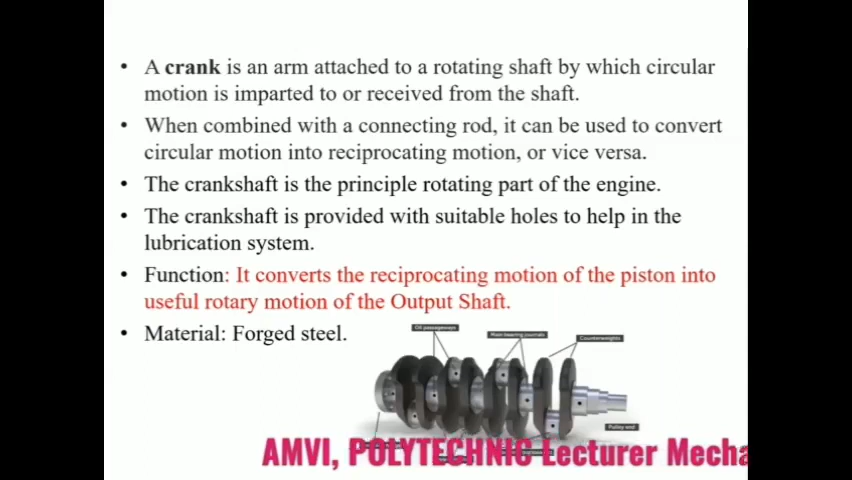 • A crank is an arm attached to a rotating shaft by which circular
motion is imparted to or received from the shaft.
• When combined with a connecting rod, it can be used to convert
circular motion into reciprocating motion, or vice versa.
• The crankshaft is the principle rotating part of the engine.
• The crankshaft is provided with suitable holes to help in the
lubrication system.
• Function: It converts the reciprocating motion of the piston into
useful rotary motion of the Output Shaft.
• Material: Forged steel.
Oil passageways
Main bearing journals
Counterweights
Pulley end
AMVI, POLYTECHNIC Lecturer Mecha